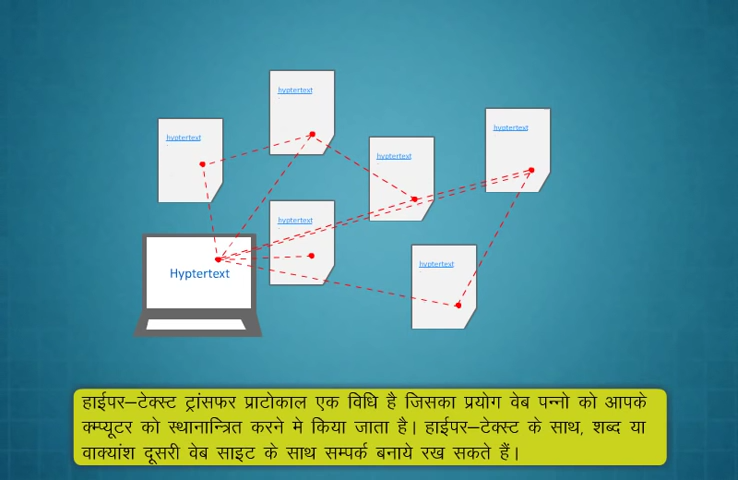 hyptertext
hyptertext
hyptertext
hyptertext
hyptertext
hyptertext
Hyptertext
हाईपर–टेक्स्ट ट्रांसफर प्राटोकाल एक विधि है जिसका प्रयोग वेब पन्नो को आपके
कम्प्यूटर को स्थानान्त्रित करने मे किया जाता है। हाईपर–टेक्स्ट के साथ, शब्द या
वाक्यांश दूसरी वेब साइट के साथ सम्पर्क बनाये रख सकते हैं।